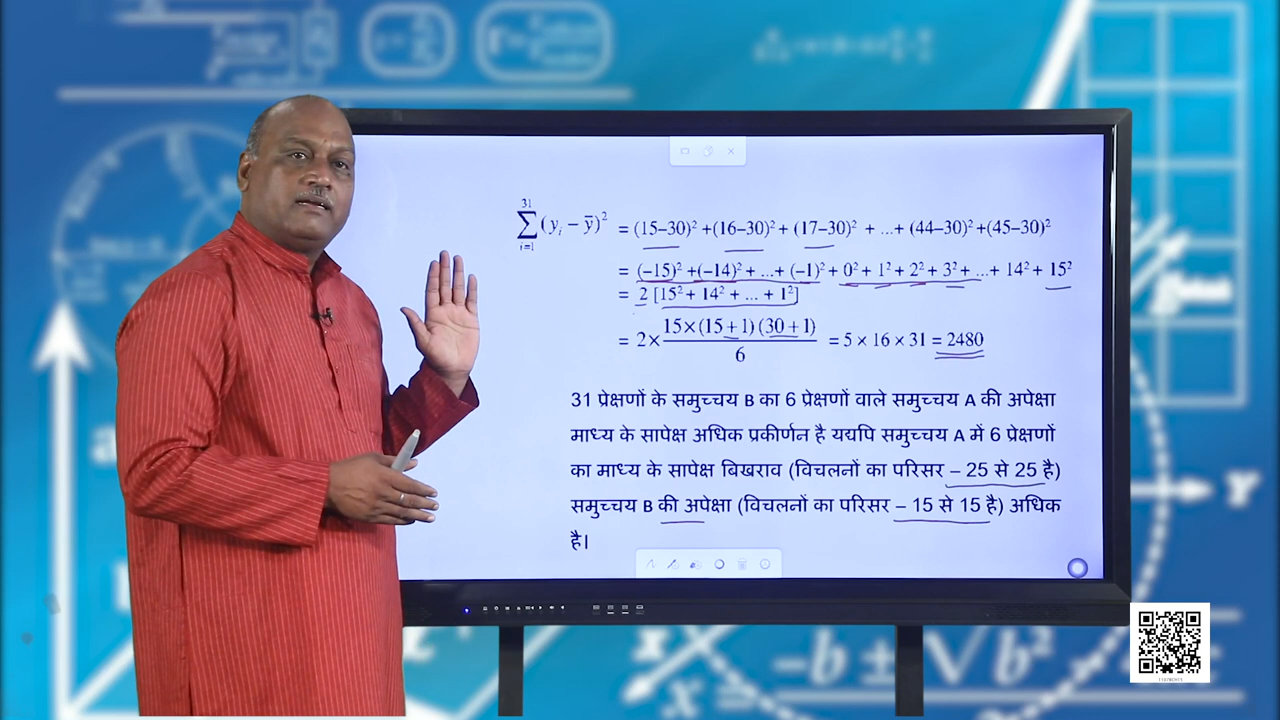 31
∑ (yᵢ – ȳ)² = (15–30)² +(16–30)² + (17–30)² + ...+ (44–30)² +(45–30)²
i=1
= (–15)² +(–14)² + ...+ (–1)² + 0² + 1² + 2² + 3² + ...+ 14² + 15²
= 2 [15² + 14² + ... + 1²]
= 2× 15×(15+1) (30+1) / 6 = 5 × 16 × 31 = 2480
31 प्रेक्षणों के समुच्चय B का 6 प्रेक्षणों वाले समुच्चय A की अपेक्षा
माध्य के सापेक्ष अधिक प्रकीर्णन है यद्यपि समुच्चय A में 6 प्रेक्षणों
का माध्य के सापेक्ष बिखराव (विचलनों का परिसर – 25 से 25 है)
समुच्चय B की अपेक्षा (विचलनों का परिसर – 15 से 15 है) अधिक
है।
Y
X
–b ± √b²